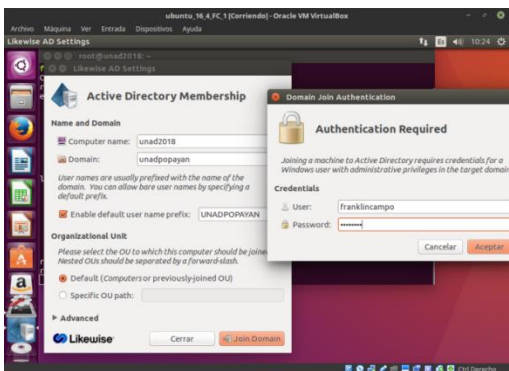 ubuntu_16_4_FC_1 [Corriendo] - Oracle VM VirtualBox
Archivo Máquina Ver Entrada Dispositivos Ayuda
Likewise AD Settings
Es
10:24
root@unad2018: ~
Likewise AD Settings
Active Directory Membership
Name and Domain
Computer name: unad2018
Domain: unadpopayan
User names are usually prefixed with the name of the
domain. You can allow bare user names by specifying a
default prefix.
Enable default user name prefix: UNADPOPAYAN
Organizational Unit
Please select the OU to which this computer should be joine
Nested OUs should be separated by a forward-slash.
Default (Computers or previously-joined OU)
Specific OU path:
Advanced
Likewise
Cerrar
Join Domain
Domain Join Authentication
Authentication Required
Joining a machine to Active Directory requires credentials for a
Windows user with administrative privileges in the target domain
Credentials
User: franklincampo
Password: ••••••••
Cancelar
Aceptar
Ctrl Derecho